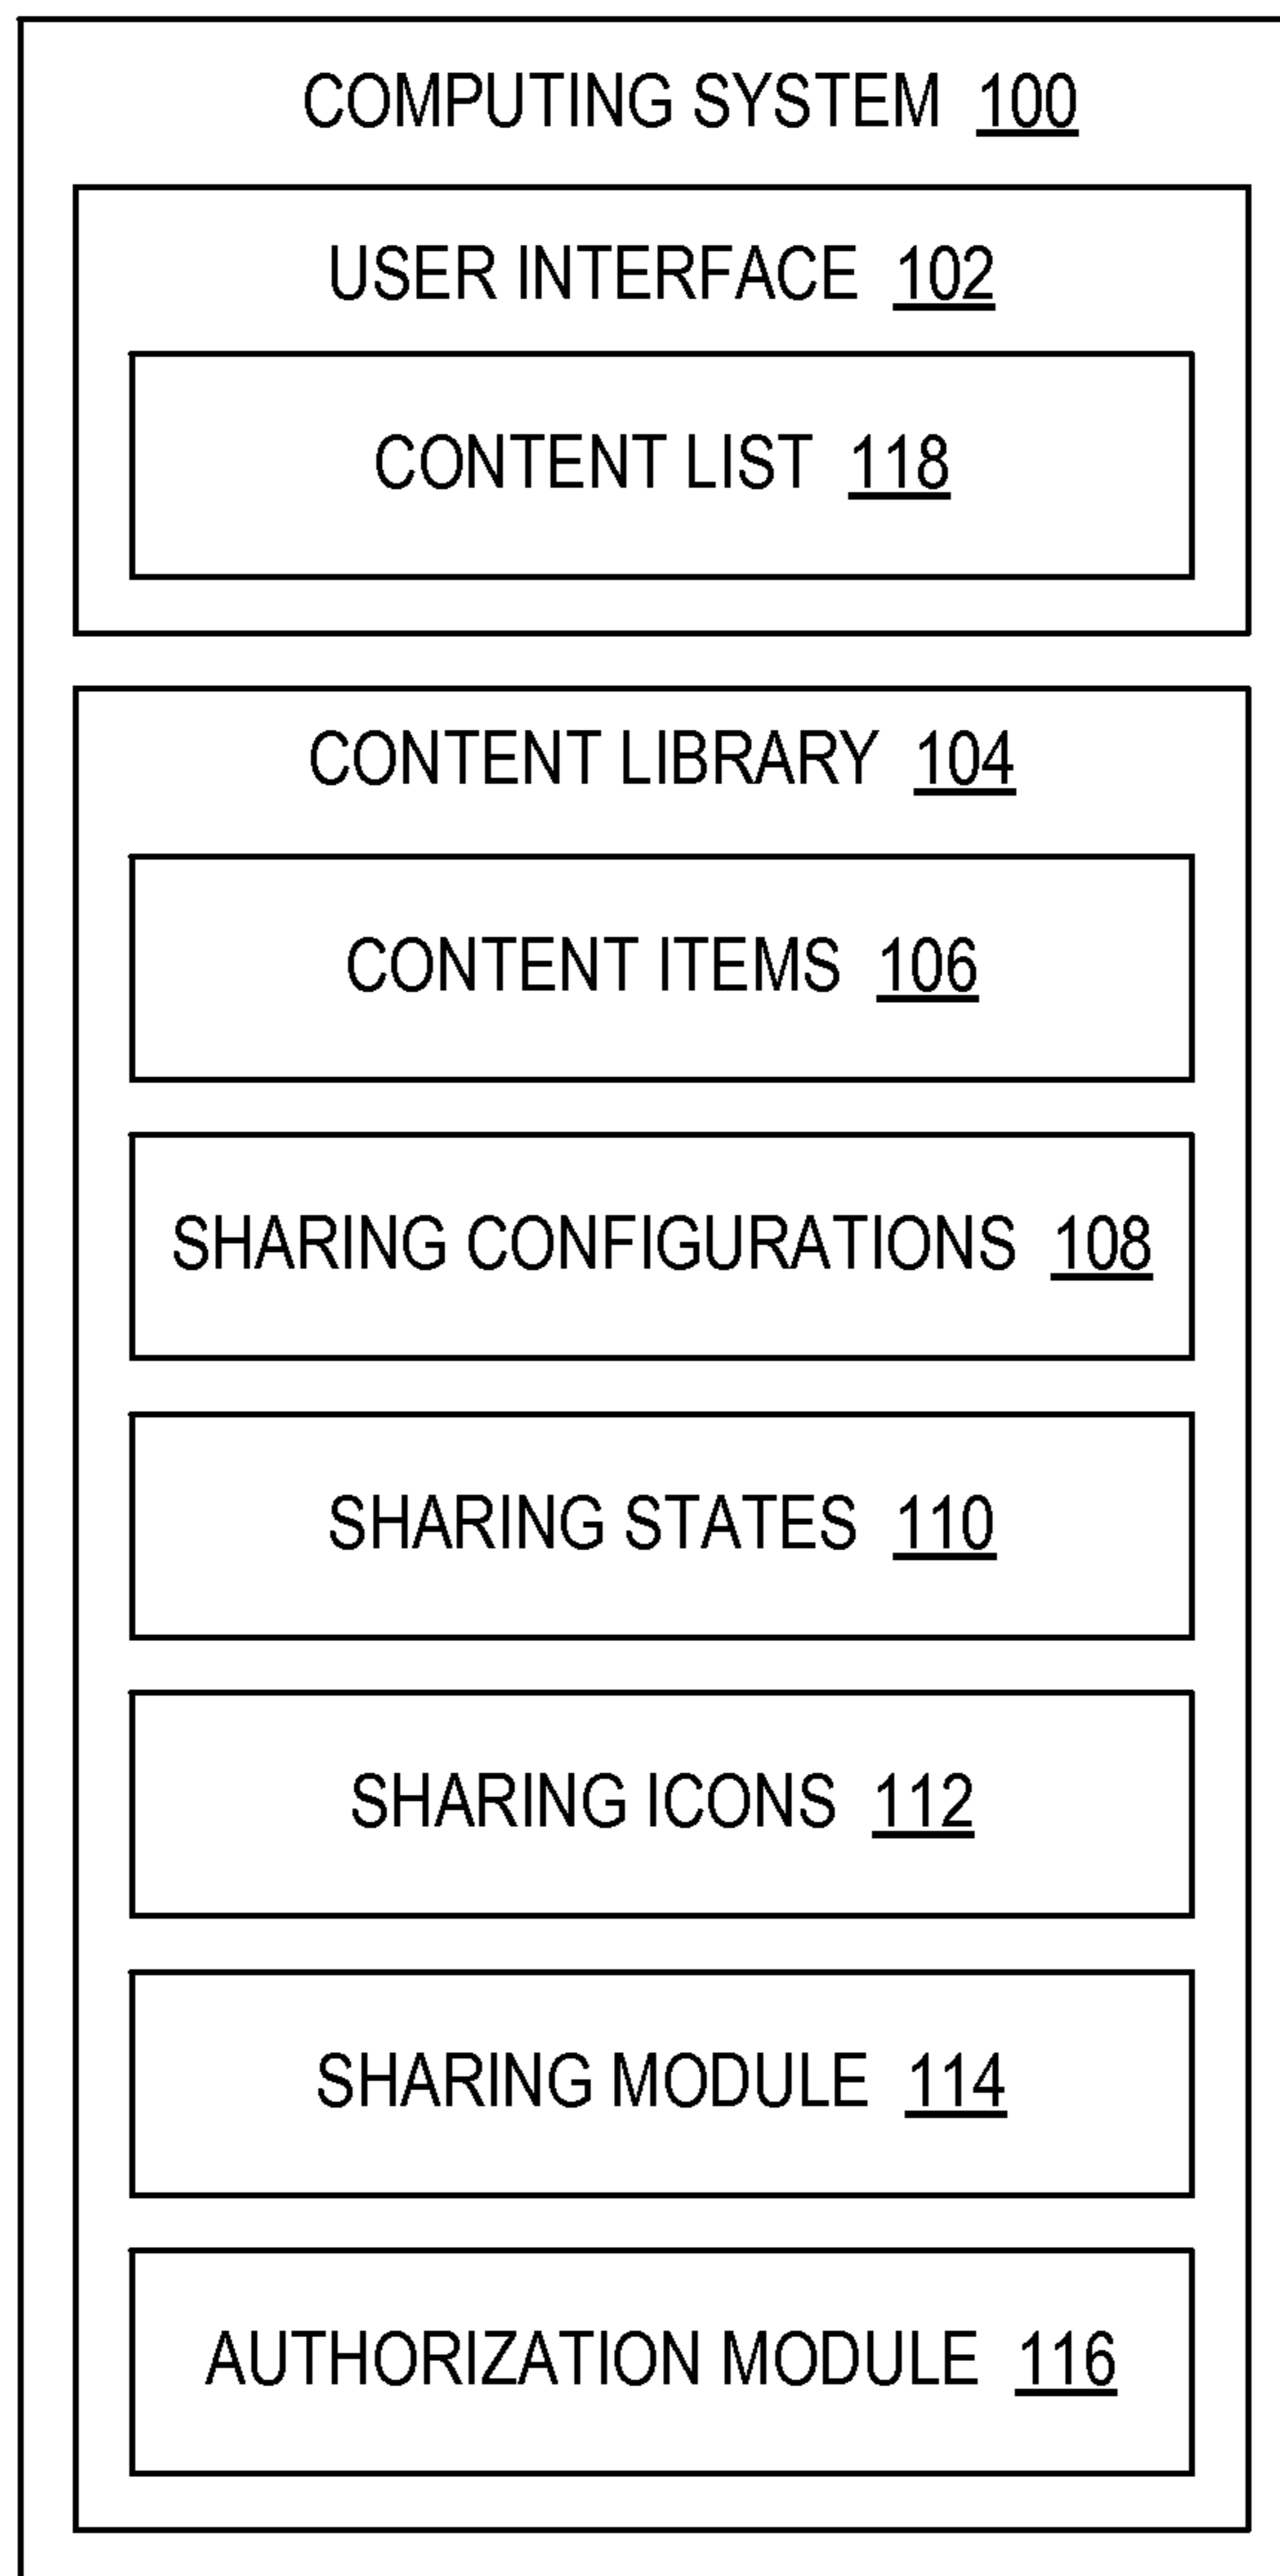 COMPUTING SYSTEM 100
USER INTERFACE 102
CONTENT LIST 118
CONTENT LIBRARY 104
CONTENT ITEMS 106
SHARING CONFIGURATIONS 108
SHARING STATES 110
SHARING ICONS 112
SHARING MODULE 114
AUTHORIZATION MODULE 116